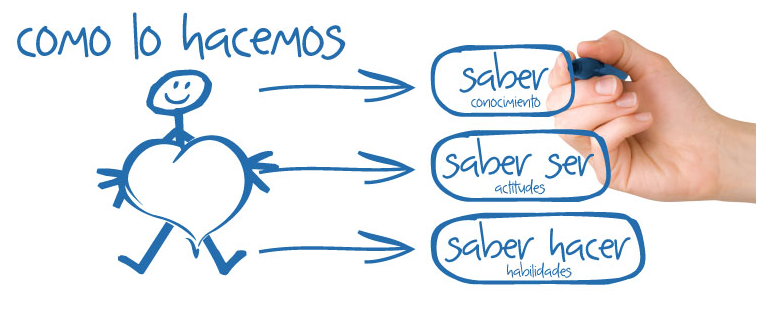 como lo hacemos
saber
conocimiento
saber ser
actitudes
saber hacer
habilidades